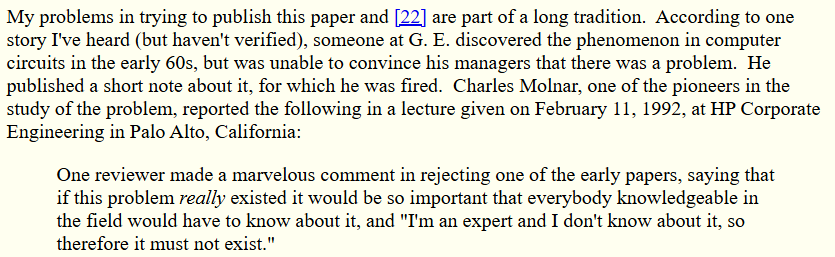 My problems in trying to publish this paper and [22] are part of a long tradition.  According to one
story I've heard (but haven't verified), someone at G. E. discovered the phenomenon in computer
circuits in the early 60s, but was unable to convince his managers that there was a problem.  He
published a short note about it, for which he was fired.  Charles Molnar, one of the pioneers in the
study of the problem, reported the following in a lecture given on February 11, 1992, at HP Corporate
Engineering in Palo Alto, California:
One reviewer made a marvelous comment in rejecting one of the early papers, saying that
if this problem really existed it would be so important that everybody knowledgeable in
the field would have to know about it, and "I'm an expert and I don't know about it, so
therefore it must not exist."